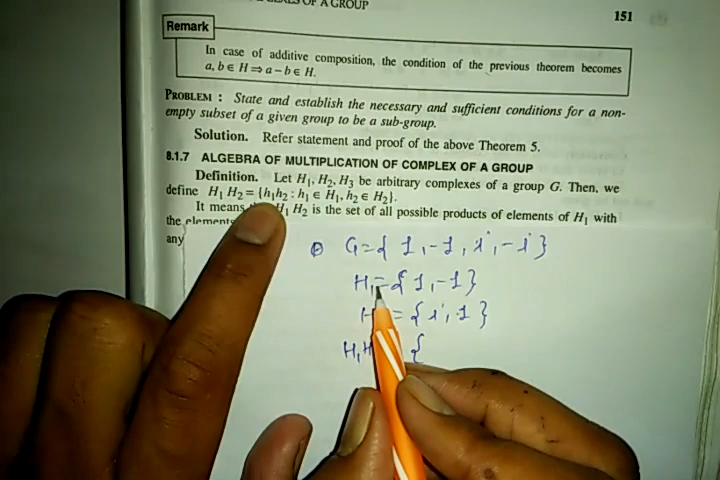 OF A GROUP
151
Remark
In case of additive composition, the condition of the previous theorem becomes
a, b ∈ H ⇒ a – b ∈ H.
PROBLEM : State and establish the necessary and sufficient conditions for a non-
empty subset of a given group to be a sub-group.
Solution. Refer statement and proof of the above Theorem 5.
8.1.7 ALGEBRA OF MULTIPLICATION OF COMPLEX OF A GROUP
Definition. Let H₁, H₂, H₃ be arbitrary complexes of a group G. Then, we
define H₁ H₂ = {h₁h₂ : h₁ ∈ H₁, h₂ ∈ H₂}.
It means H₁ H₂ is the set of all possible products of elements of H₁ with
the elements
any
G = { 1, -1, i, -i }
H₁ = { 1, -1 }
H = { i, 1 }
H₁H {